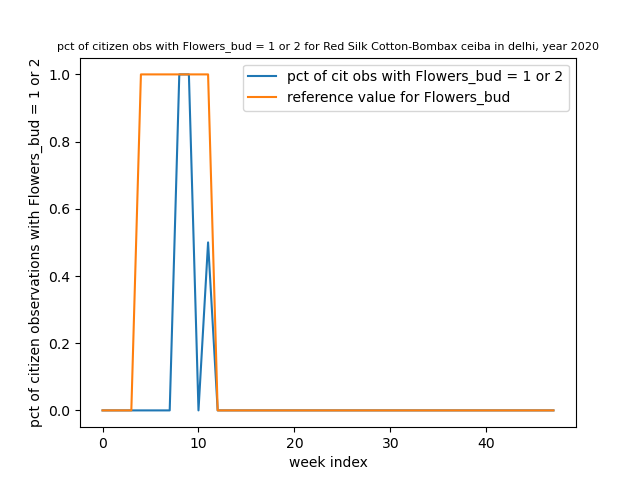 pct of citizen obs with Flowers_bud = 1 or 2 for Red Silk Cotton-Bombax ceiba in delhi, year 2020
pct of citizen observations with Flowers_bud = 1 or 2
1.0
0.8
0.6
0.4
0.2
0.0
pct of cit obs with Flowers_bud = 1 or 2
reference value for Flowers_bud
0
10
20
30
40
week index